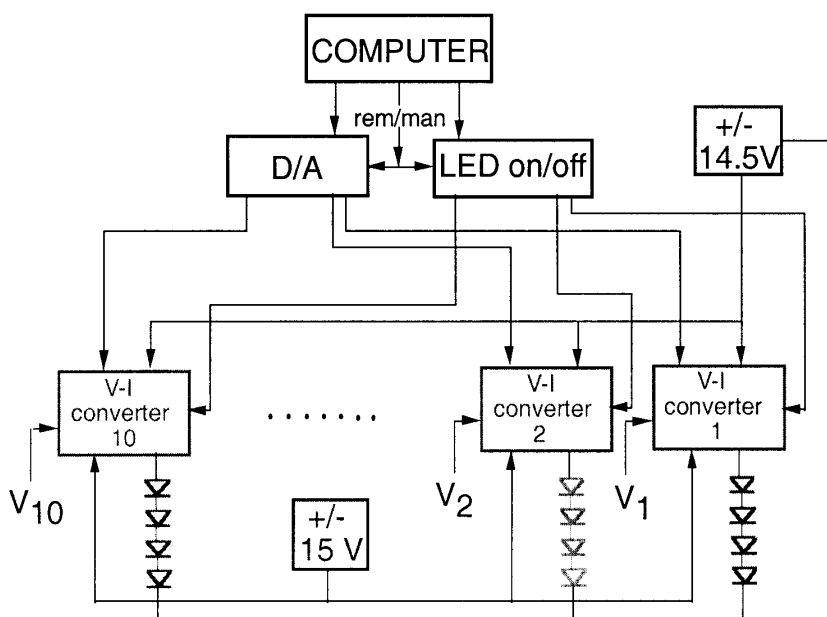 COMPUTER
rem/man
D/A
LED on/off
+/-
14.5V
V-I
converter
10
V-I
converter
2
V-I
converter
1
V10
V2
V1
+/-
15 V